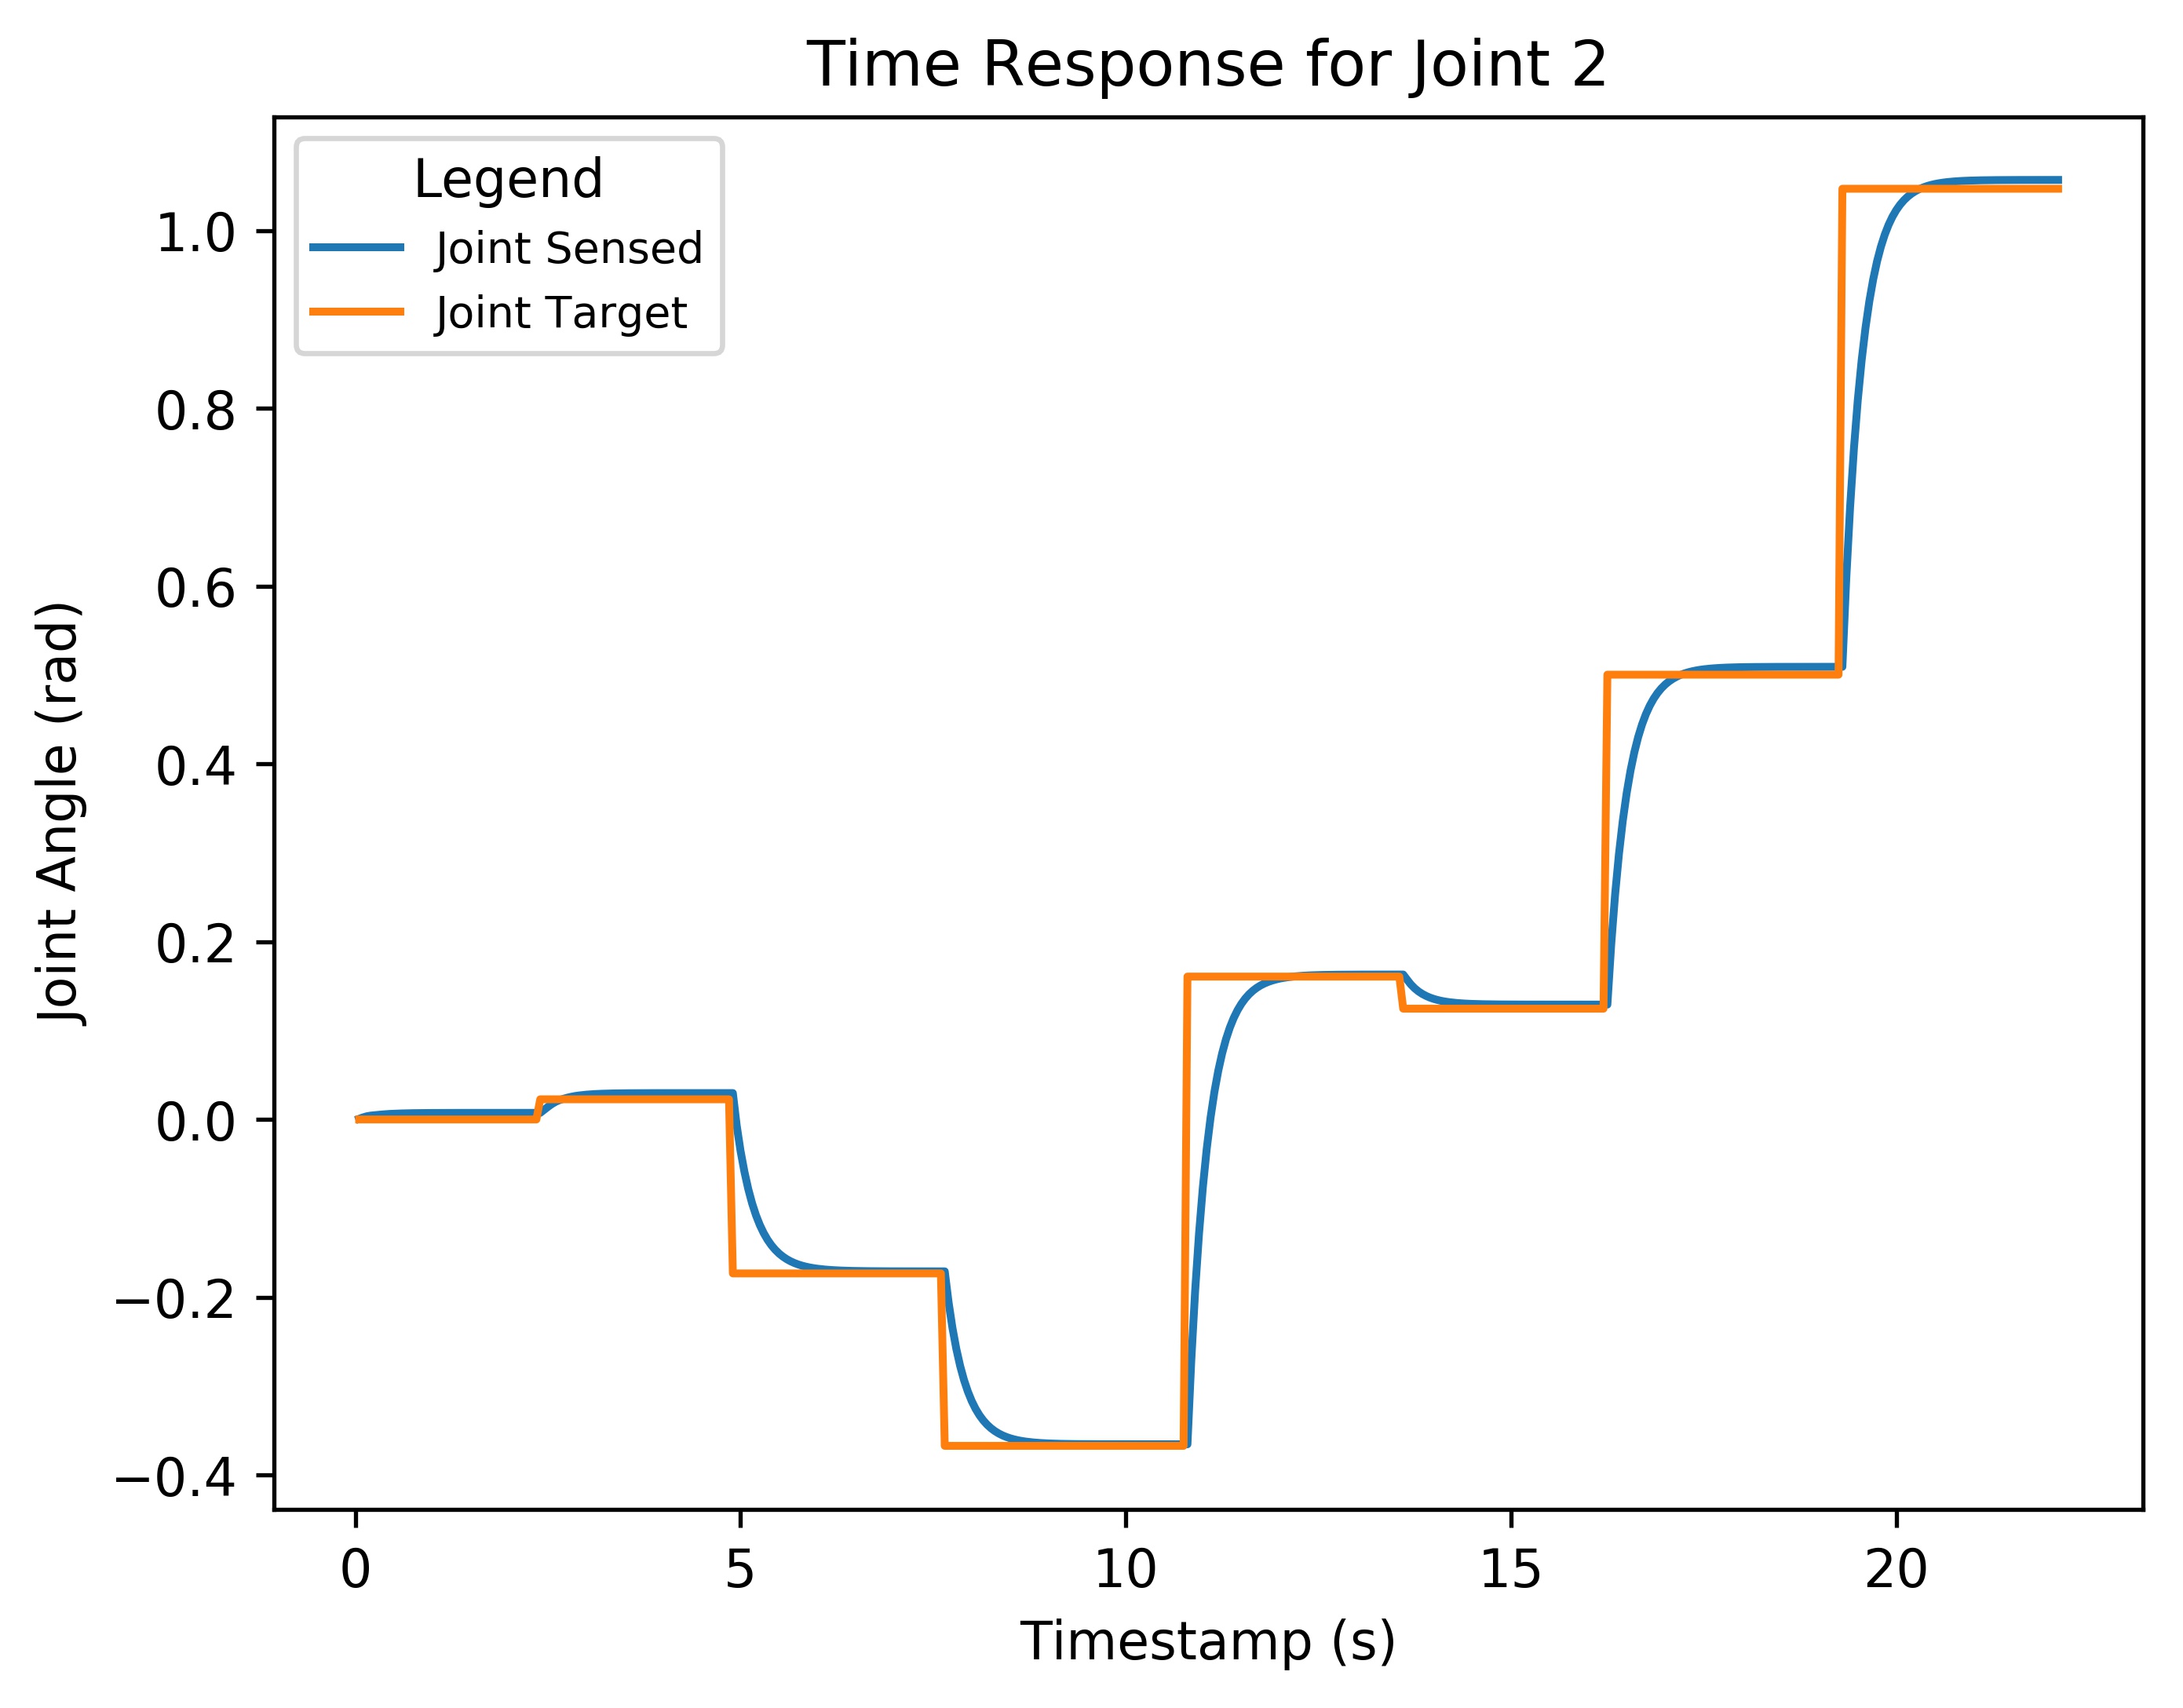 Time Response for Joint 2
Legend
Joint Sensed
Joint Target
Joint Angle (rad)
1.0
0.8
0.6
0.4
0.2
0.0
−0.2
−0.4
0 5 10 15 20
Timestamp (s)